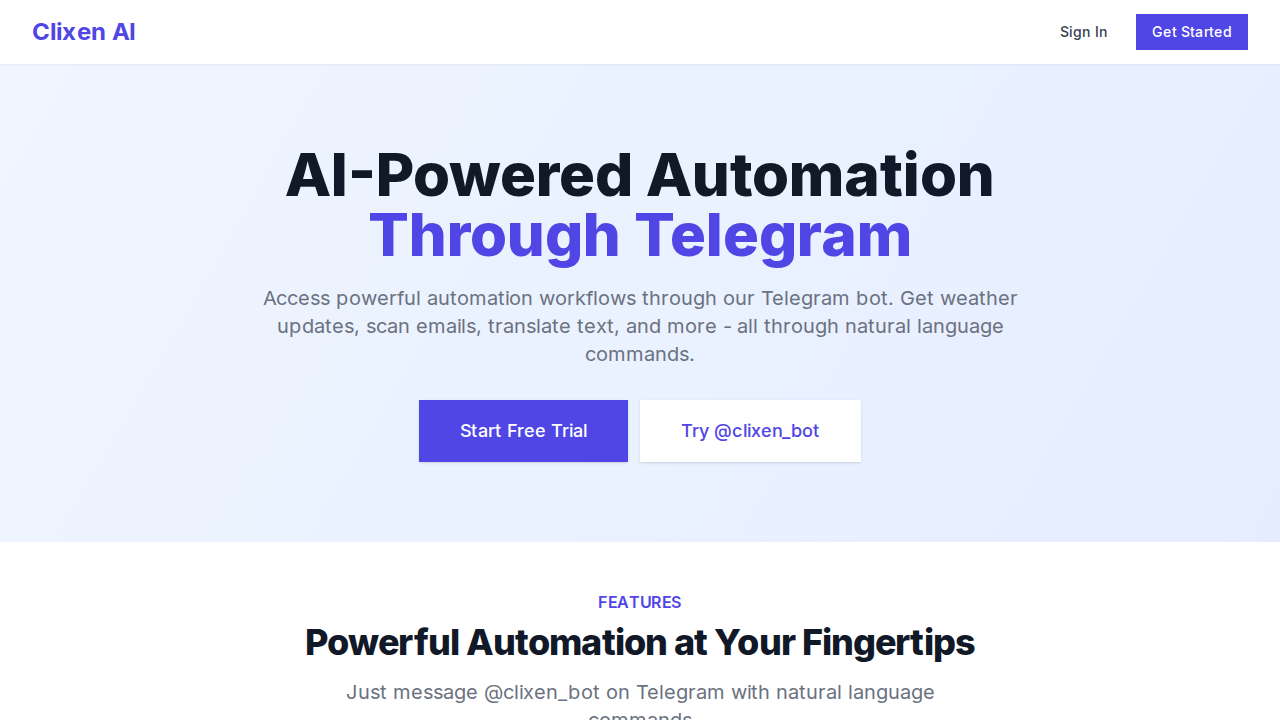 Clixen AI
Sign In
Get Started
AI-Powered Automation
Through Telegram
Access powerful automation workflows through our Telegram bot. Get weather
updates, scan emails, translate text, and more - all through natural language
commands.
Start Free Trial
Try @clixen_bot
FEATURES
Powerful Automation at Your Fingertips
Just message @clixen_bot on Telegram with natural language
commands